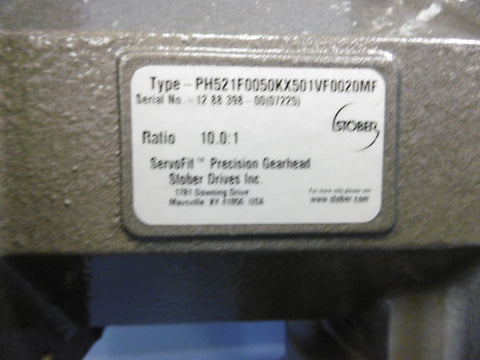 Type - PH521F0050KX501VF0020MF
Serial No. - 12 88 398 - 00(07225)
STOBER
Ratio 10.0:1
ServoFit™ Precision Gearhead
Stober Drives Inc.
1781 Downing Drive
Maysville KY 41056 USA
For more info please see
www.stober.com